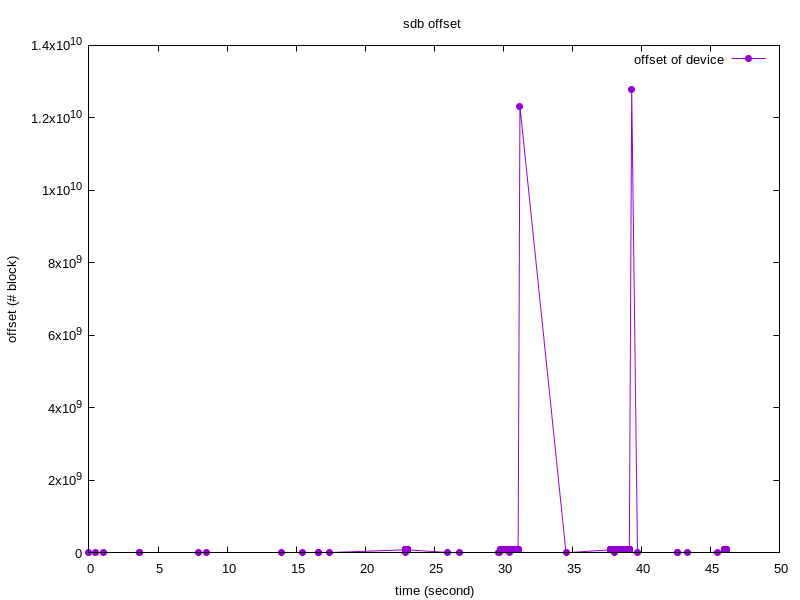 sdb offset
offset of device
1.4x10^10
1.2x10^10
1x10^10
8x10^9
6x10^9
4x10^9
2x10^9
0
offset (# block)
0 5 10 15 20 25 30 35 40 45 50
time (second)